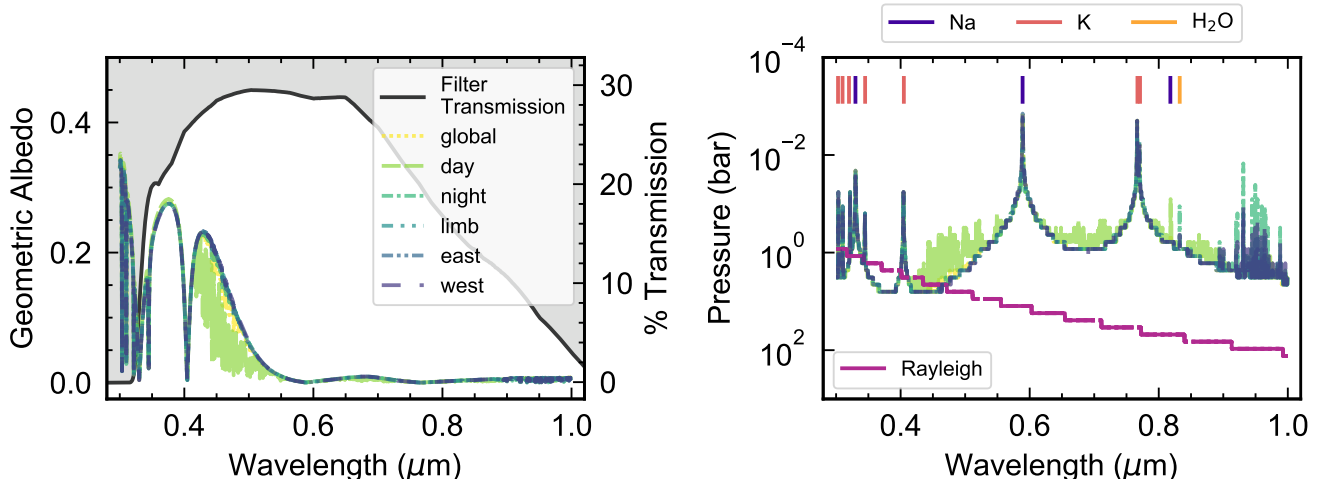 Geometric Albedo
0.4
0.2
0.0
0.4
0.6
0.8
1.0
Wavelength (μm)
30
20
10
0
% Transmission
Filter
Transmission
global
day
night
limb
east
west
Na
K
H₂O
Pressure (bar)
10⁻⁴
10⁻²
10⁰
10²
Rayleigh
0.4
0.6
0.8
1.0
Wavelength (μm)